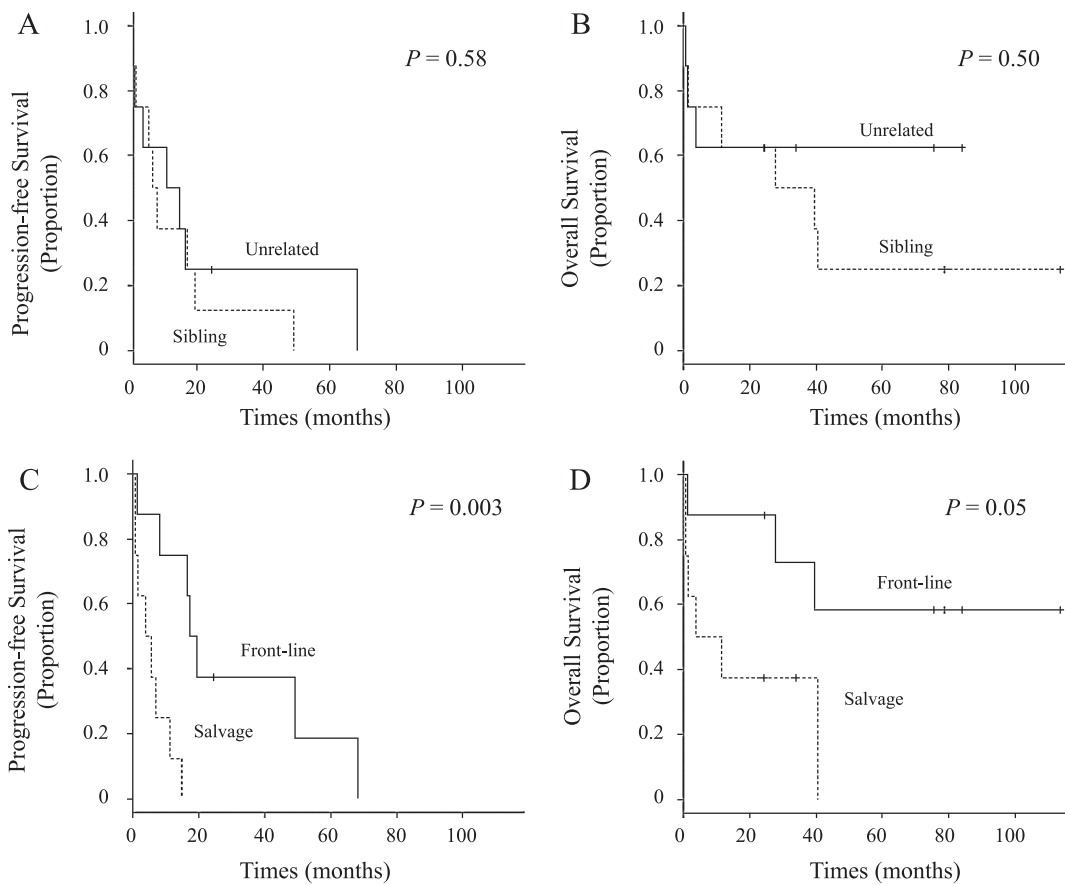 A
P = 0.58
Progression-free Survival
(Proportion)
1.0
0.8
0.6
0.4
0.2
0
Unrelated
Sibling
0 20 40 60 80 100
Times (months)
B
P = 0.50
Overall Survival
(Proportion)
1.0
0.8
0.6
0.4
0.2
0
Unrelated
Sibling
0 20 40 60 80 100
Times (months)
C
P = 0.003
Progression-free Survival
(Proportion)
1.0
0.8
0.6
0.4
0.2
0
Front-line
Salvage
0 20 40 60 80 100
Times (months)
D
P = 0.05
Overall Survival
(Proportion)
1.0
0.8
0.6
0.4
0.2
0
Front-line
Salvage
0 20 40 60 80 100
Times (months)